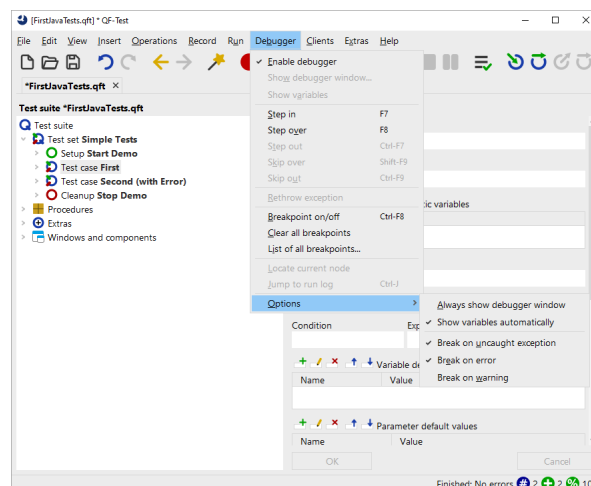 [FirstJavaTests.qft] * QF-Test
File Edit View Insert Operations Record Run Debugger Clients Extras Help
*FirstJavaTests.qft ×
Test suite *FirstJavaTests.qft
Test suite
Test set Simple Tests
Setup Start Demo
Test case First
Test case Second (with Error)
Cleanup Stop Demo
Procedures
Extras
Windows and components
Enable debugger
Show debugger window...
Show variables
Step in F7
Step over F8
Step out Ctrl-F7
Skip over Shift-F9
Skip out Ctrl-F9
Rethrow exception
Breakpoint on/off Ctrl-F8
Clear all breakpoints
List of all breakpoints...
Locate current node
Jump to run log Ctrl-J
Options
Always show debugger window
Show variables automatically
Break on uncaught exception
Break on error
Break on warning
tic variables
Condition Exp
Variable de
Name Value
Parameter default values
Name Value
OK Cancel
Finished: No errors # 2 2 % 10